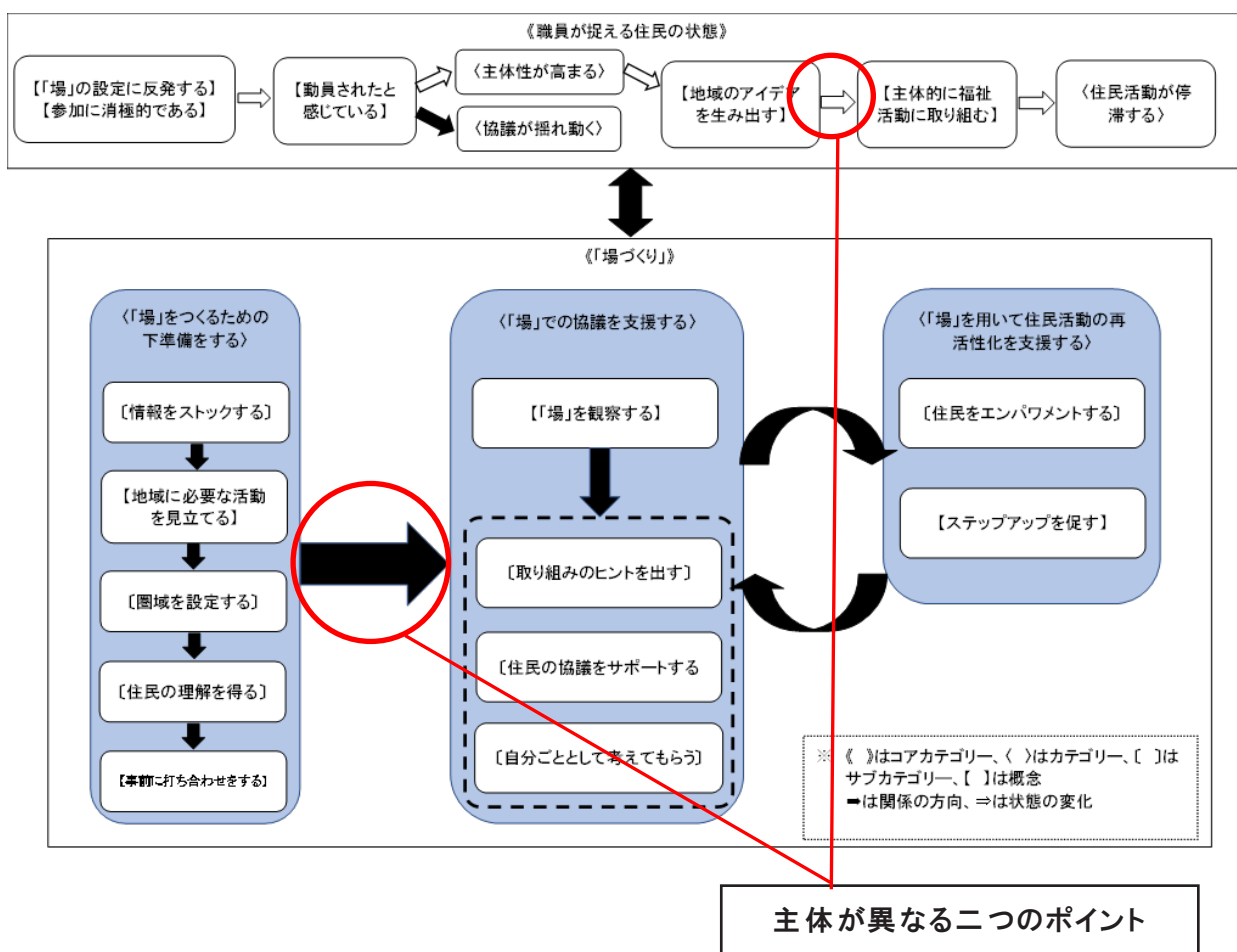 《職員が捉える住民の状態》
【「場」の設定に反発する】
【参加に消極的である】
【動員されたと
感じている】
〈主体性が高まる〉
〈協議が揺れ動く〉
【地域のアイデア
を生み出す】
【主体的に福祉
活動に取り組む】
〈住民活動が停
滞する〉
《「場づくり」》
〈「場」をつくるための
下準備をする〉
〔情報をストックする〕
【地域に必要な活動
を見立てる】
〔圏域を設定する〕
〔住民の理解を得る〕
【事前に打ち合わせをする】
〈「場」での協議を支援する〉
【「場」を観察する】
〔取り組みのヒントを出す〕
〔住民の協議をサポートする
〔自分ごととして考えてもらう〕
〈「場」を用いて住民活動の再
活性化を支援する〉
〔住民をエンパワメントする〕
【ステップアップを促す】
※ 《 》はコアカテゴリー、〈 〉はカテゴリー、〔 〕は
サブカテゴリー、【 】は概念
➡は関係の方向、⇒は状態の変化
主体が異なる二つのポイント